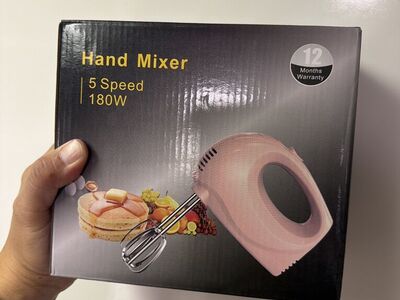 Hand Mixer
5 Speed
180W
12
Months
Warranty